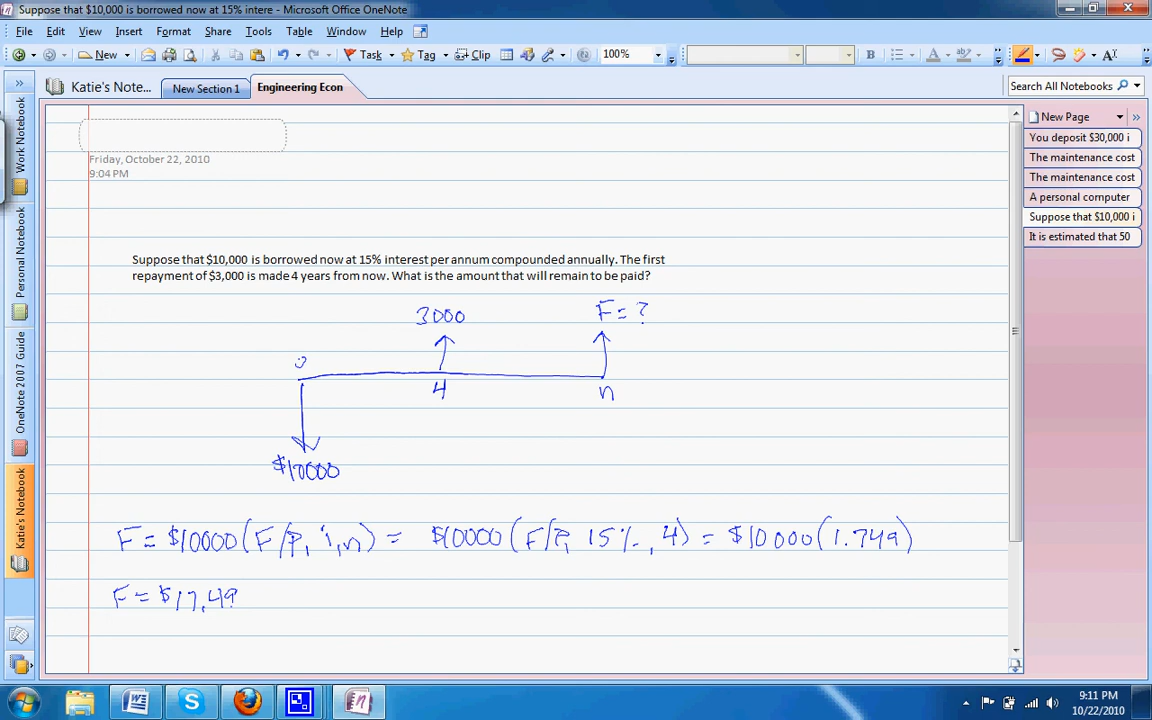 Suppose that $10,000 is borrowed now at 15% intere - Microsoft Office OneNote
File Edit View Insert Format Share Tools Table Window Help
New Task Tag Clip 100%
Katie's Note... New Section 1 Engineering Econ Search All Notebooks
Work Notebook
Personal Notebook
OneNote 2007 Guide
Katie's Notebook
New Page
You deposit $30,000 i
The maintenance cost
The maintenance cost
A personal computer
Suppose that $10,000 i
It is estimated that 50
Friday, October 22, 2010
9:04 PM
Suppose that $10,000 is borrowed now at 15% interest per annum compounded annually. The first
repayment of $3,000 is made 4 years from now. What is the amount that will remain to be paid?
3000 F = ?
0
4 n
$10000
F = $10000(F/P, i, n) = $10000(F/P, 15%, 4) = $10000(1.749)
F = $17,49
9:11 PM
10/22/2010